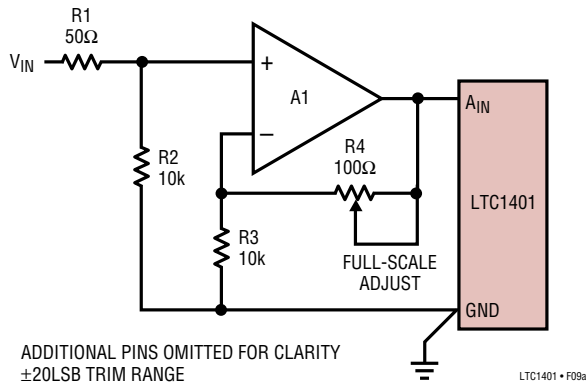 R1
50Ω
VIN
+
A1
−
AIN
R4
100Ω
R2
10k
LTC1401
R3
10k
FULL-SCALE
ADJUST
GND
ADDITIONAL PINS OMITTED FOR CLARITY
±20LSB TRIM RANGE
LTC1401 • F09a